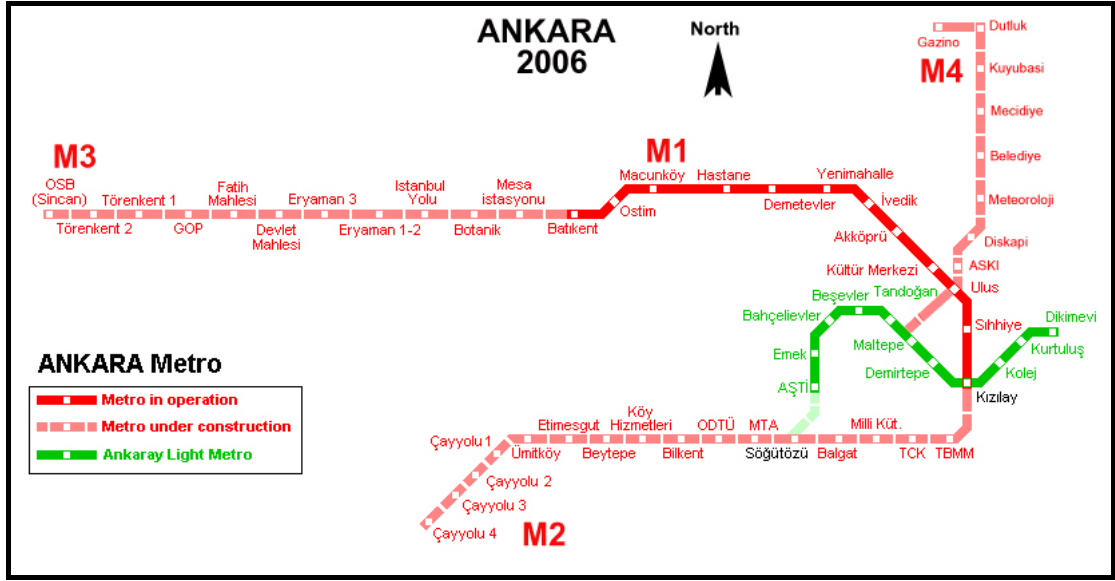 ANKARA
2006
North
M4
Gazino
Dutluk
Kuyubasi
Mecidiye
Belediye
Meteoroloji
Diskapi
ASKI
M3
OSB
(Sincan)
Törenkent 2
Törenkent 1
GOP
Fatih
Mahlesi
Devlet
Mahlesi
Eryaman 3
Eryaman 1-2
Istanbul
Yolu
Botanik
Mesa
istasyonu
Batıkent
M1
Ostim
Macunköy
Hastane
Demetevler
Yenimahalle
İvedik
Akköprü
Kültür Merkezi
Ulus
Sıhhiye
Kızılay
Dikimevi
Kurtuluş
Kolej
Demirtepe
Maltepe
Tandoğan
Beşevler
Bahçelievler
Emek
AŞTİ
TBMM
TCK
Milli Küt.
Balgat
Söğütözü
MTA
ODTÜ
Bilkent
Köy
Hizmetleri
Beytepe
Etimesgut
Ümitköy
Çayyolu 1
Çayyolu 2
Çayyolu 3
Çayyolu 4
M2
ANKARA Metro
Metro in operation
Metro under construction
Ankaray Light Metro